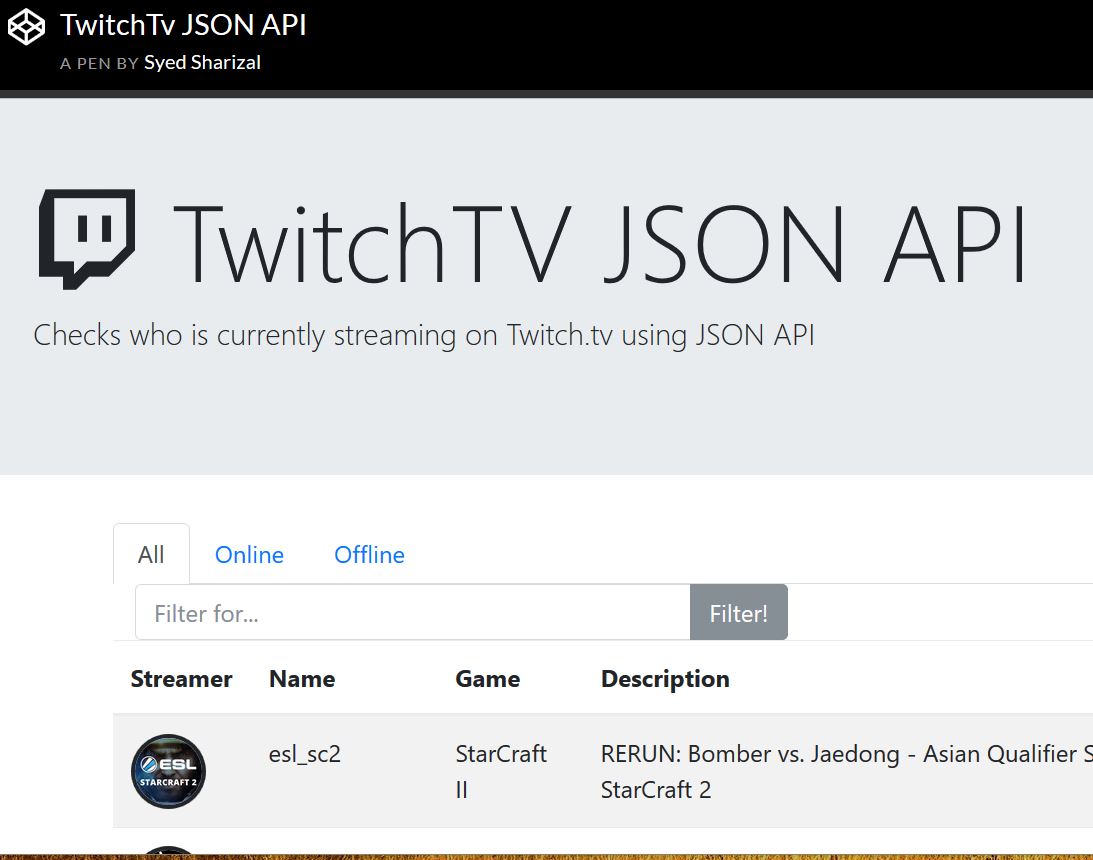 TwitchTv JSON API
A PEN BY Syed Sharizal
TwitchTV JSON API
Checks who is currently streaming on Twitch.tv using JSON API
All Online Offline
Filter for... Filter!
Streamer Name Game Description
ESL
STARCRAFT 2
esl_sc2
StarCraft
II
RERUN: Bomber vs. Jaedong - Asian Qualifier
StarCraft 2